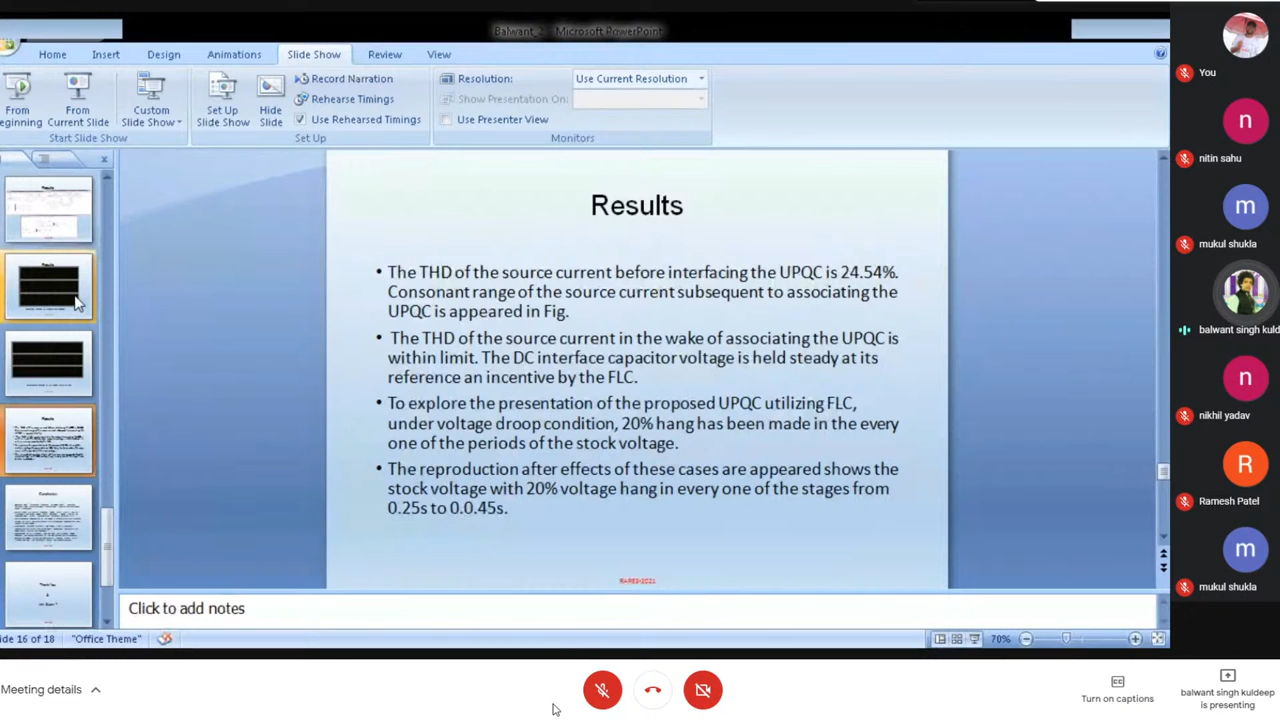 Balwant_2 Microsoft PowerPoint
Home Insert Design Animations Slide Show Review View
From Beginning
From Current Slide
Custom Slide Show
Start Slide Show
Set Up Slide Show
Hide Slide
Record Narration
Rehearse Timings
Use Rehearsed Timings
Set Up
Resolution: Use Current Resolution
Show Presentation On:
Use Presenter View
Monitors
Results
• The THD of the source current before interfacing the UPQC is 24.54%.
Consonant range of the source current subsequent to associating the
UPQC is appeared in Fig.
• The THD of the source current in the wake of associating the UPQC is
within limit. The DC interface capacitor voltage is held steady at its
reference an incentive by the FLC.
• To explore the presentation of the proposed UPQC utilizing FLC,
under voltage droop condition, 20% hang has been made in the every
one of the periods of the stock voltage.
• The reproduction after effects of these cases are appeared shows the
stock voltage with 20% voltage hang in every one of the stages from
0.25s to 0.0.45s.
Click to add notes
ide 16 of 18 "Office Theme" 70%
You
n
nitin sahu
m
mukul shukla
balwant singh kulde
n
nikhil yadav
R
Ramesh Patel
m
mukul shukla
Meeting details
CC
Turn on captions
balwant singh kuldeep
is presenting